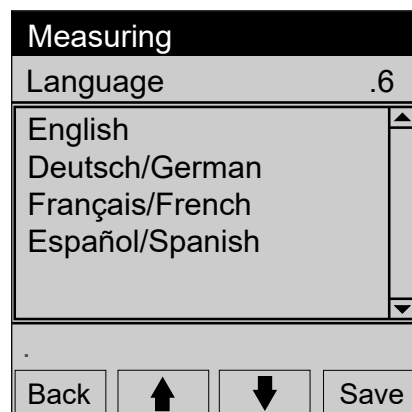 Measuring
Language .6
English
Deutsch/German
Français/French
Español/Spanish
.
Back Save